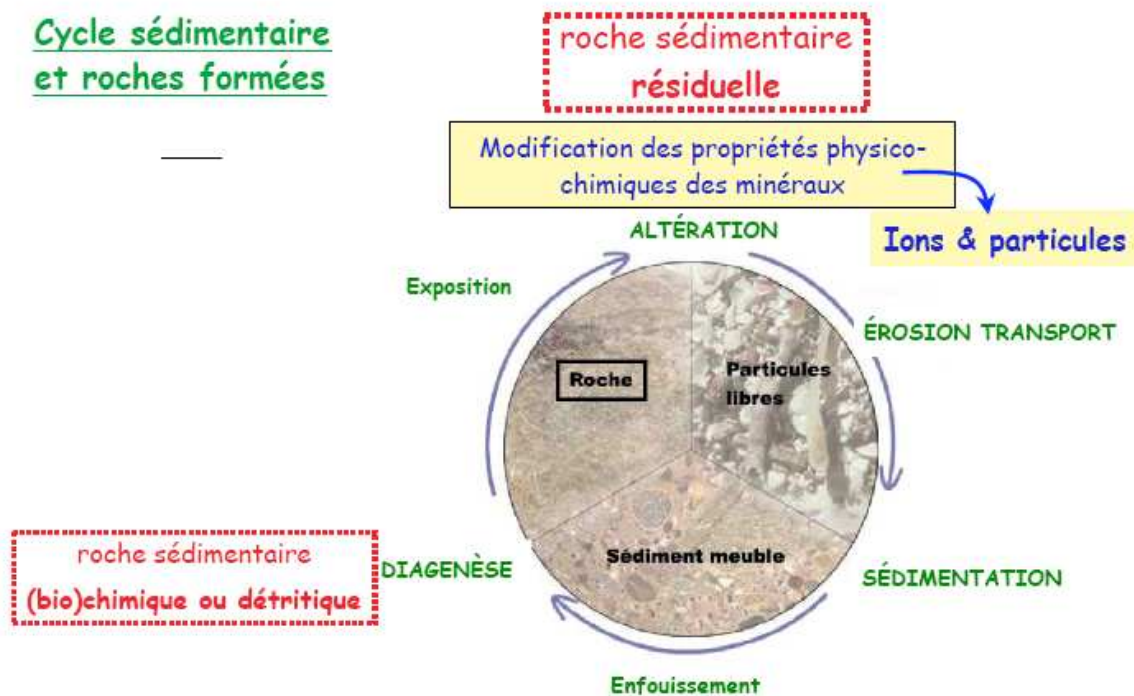 Cycle sédimentaire
et roches formées
roche sédimentaire
résiduelle
Modification des propriétés physico-
chimiques des minéraux
Ions & particules
ALTÉRATION
Exposition
ÉROSION TRANSPORT
Roche
Particules
libres
Sédiment meuble
roche sédimentaire
(bio)chimique ou détritique
DIAGENÈSE
SÉDIMENTATION
Enfouissement